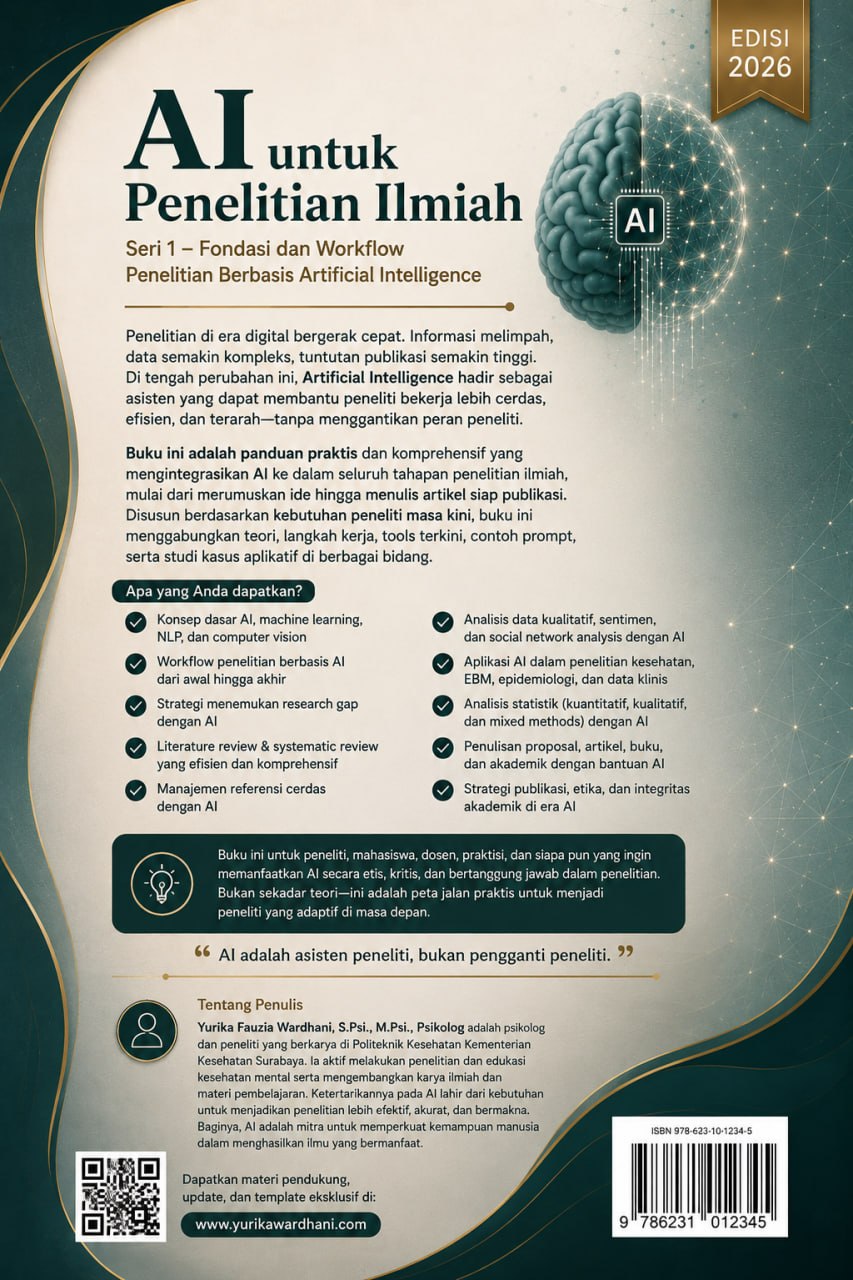 EDISI
2026
AI untuk
Penelitian Ilmiah
Seri 1 – Fondasi dan Workflow
Penelitian Berbasis Artificial Intelligence
AI
Penelitian di era digital bergerak cepat. Informasi melimpah,
data semakin kompleks, tuntutan publikasi semakin tinggi.
Di tengah perubahan ini, Artificial Intelligence hadir sebagai
asisten yang dapat membantu peneliti bekerja lebih cerdas,
efisien, dan terarah—tanpa menggantikan peran peneliti.
Buku ini adalah panduan praktis dan komprehensif yang
mengintegrasikan AI ke dalam seluruh tahapan penelitian ilmiah,
mulai dari merumuskan ide hingga menulis artikel siap publikasi.
Disusun berdasarkan kebutuhan peneliti masa kini, buku ini
menggabungkan teori, langkah kerja, tools terkini, contoh prompt,
serta studi kasus aplikatif di berbagai bidang.
Apa yang Anda dapatkan?
Konsep dasar AI, machine learning,
NLP, dan computer vision
Workflow penelitian berbasis AI
dari awal hingga akhir
Strategi menemukan research gap
dengan AI
Literature review & systematic review
yang efisien dan komprehensif
Manajemen referensi cerdas
dengan AI
Analisis data kualitatif, sentimen,
dan social network analysis dengan AI
Aplikasi AI dalam penelitian kesehatan,
EBM, epidemiologi, dan data klinis
Analisis statistik (kuantitatif, kualitatif,
dan mixed methods) dengan AI
Penulisan proposal, artikel, buku,
dan akademik dengan bantuan AI
Strategi publikasi, etika, dan integritas
akademik di era AI
Buku ini untuk peneliti, mahasiswa, dosen, praktisi, dan siapa pun yang ingin
memanfaatkan AI secara etis, kritis, dan bertanggung jawab dalam penelitian.
Bukan sekadar teori—ini adalah peta jalan praktis untuk menjadi
peneliti yang adaptif di masa depan.
“ AI adalah asisten peneliti, bukan pengganti peneliti. ”
Tentang Penulis
Yurika Fauzia Wardhani, S.Psi., M.Psi., Psikolog adalah psikolog
dan peneliti yang berkarya di Politeknik Kesehatan Kementerian
Kesehatan Surabaya. Ia aktif melakukan penelitian dan edukasi
kesehatan mental serta mengembangkan karya ilmiah dan
materi pembelajaran. Ketertarikannya pada AI lahir dari kebutuhan
untuk menjadikan penelitian lebih efektif, akurat, dan bermakna.
Baginya, AI adalah mitra untuk memperkuat kemampuan manusia
dalam menghasilkan ilmu yang bermanfaat.
Dapatkan materi pendukung,
update, dan template eksklusif di:
www.yurikawardhani.com
ISBN 978-623-10-1234-5
9 786231 012345